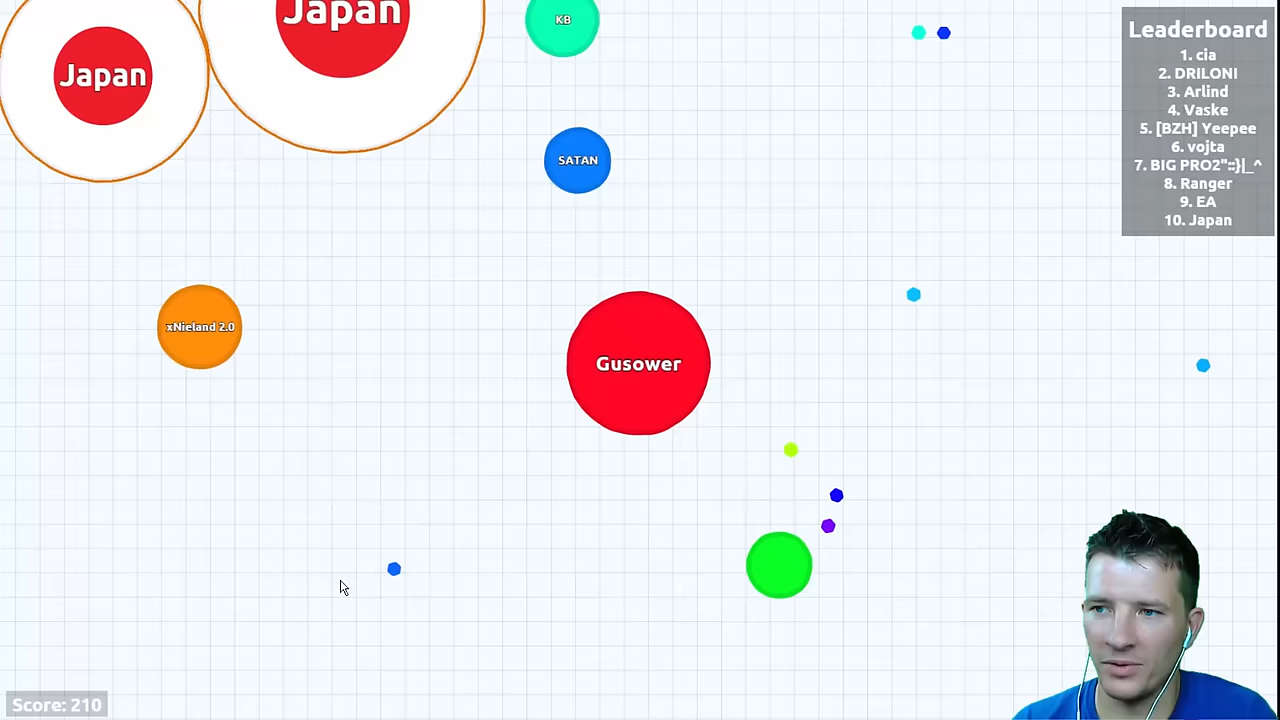 Japan
Japan
KB
SATAN
xNieland 2.0
Gusower
Leaderboard
1. cia
2. DRILONI
3. Arlind
4. Vaske
5. [BZH] Yeepee
6. vojta
7. BIG PRO2"::}|_^
8. Ranger
9. EA
10. Japan
Score: 210